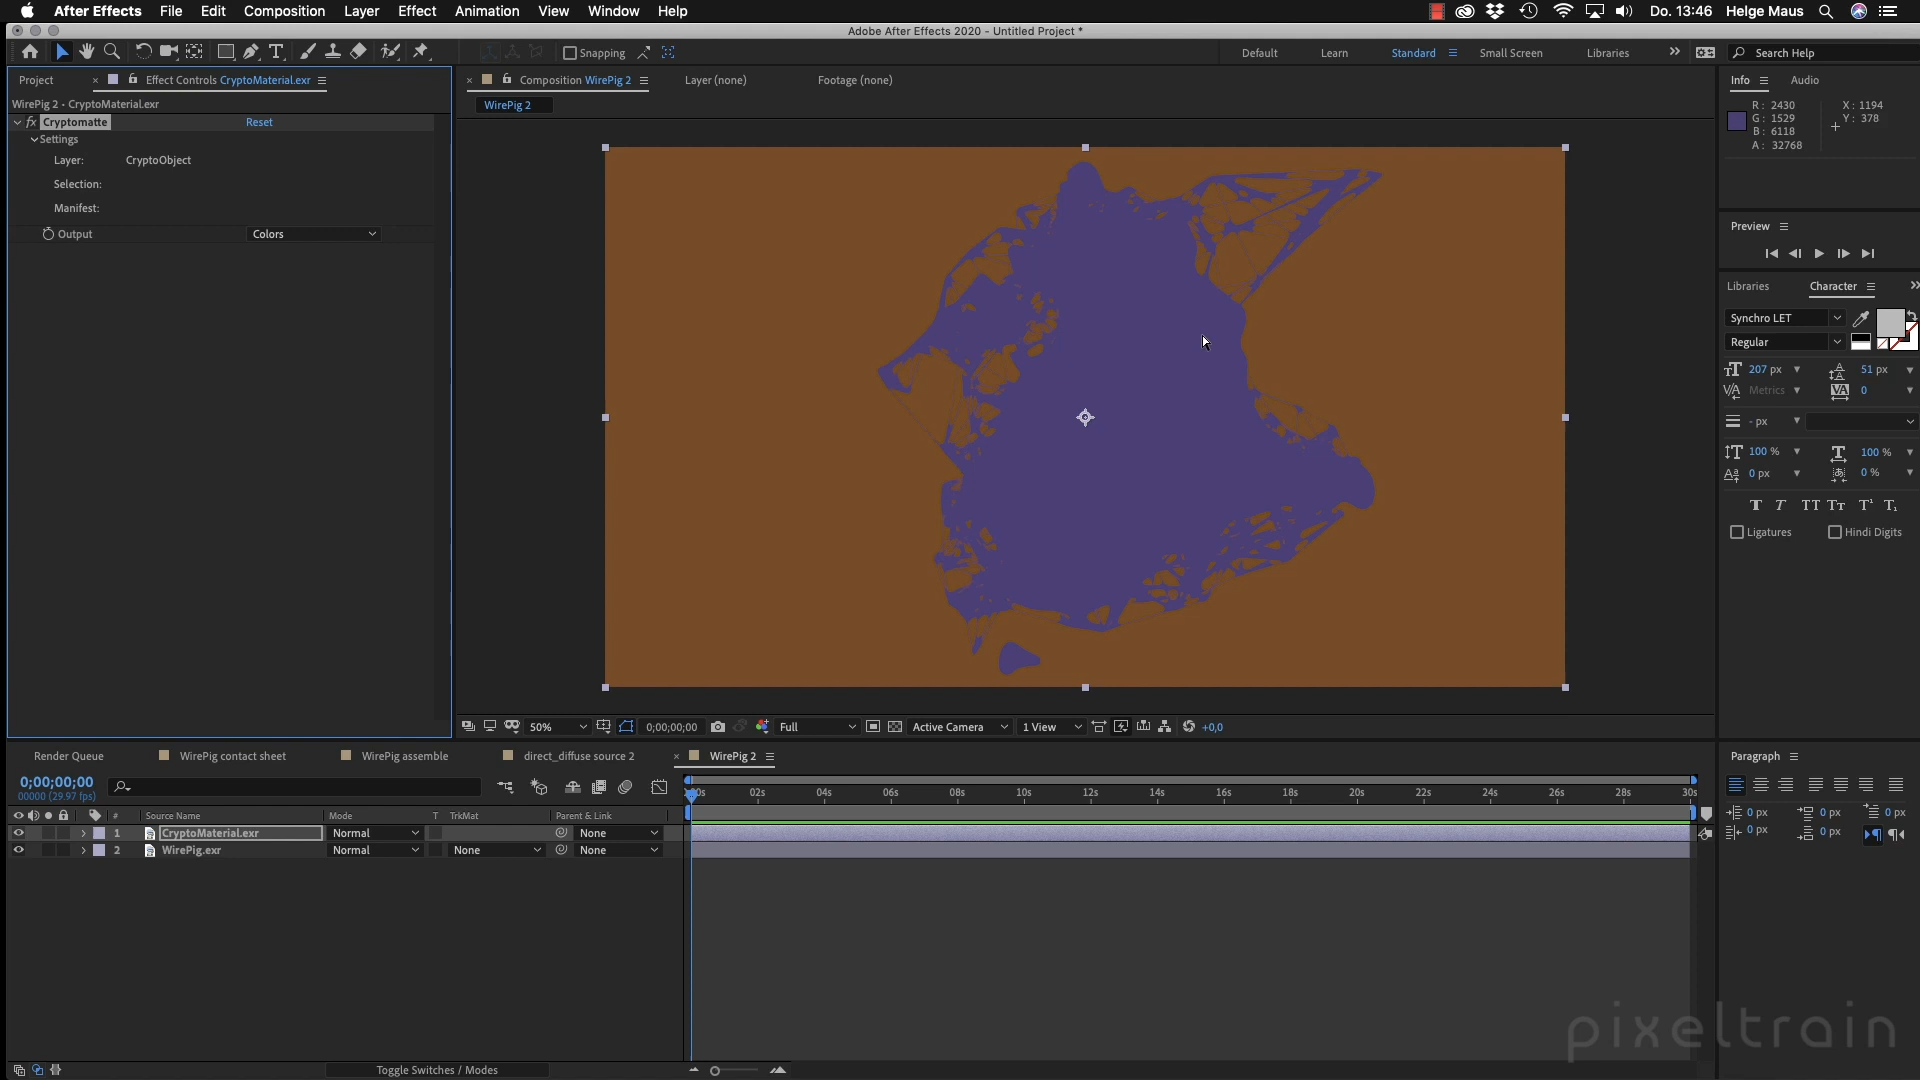 After Effects File Edit Composition Layer Effect Animation View Window Help Do. 13:46 Helge Maus
Adobe After Effects 2020 - Untitled Project *
Snapping Default Learn Standard Small Screen Libraries Search Help
Project Effect Controls CryptoMaterial.exr Composition WirePig 2 Layer (none) Footage (none) Info Audio
WirePig 2 • CryptoMaterial.exr WirePig 2
fx Cryptomatte Reset
Settings
Layer: CryptoObject
Selection:
Manifest:
Output Colors
R: 2430 X: 1194
G: 1529 Y: 378
B: 6118
A: 32768
Preview
Libraries Character
Synchro LET
Regular
207 px 51 px
Metrics 0
- px
100 % 100 %
0 px 0 %
Ligatures Hindi Digits
50% 0;00;00;00 Full Active Camera 1 View +0,0
Render Queue WirePig contact sheet WirePig assemble direct_diffuse source 2 WirePig 2
0;00;00;00
00000 (29.97 fps)
:00s 02s 04s 06s 08s 10s 12s 14s 16s 18s 20s 22s 24s 26s 28s 30s
# Source Name Mode T TrkMat Parent & Link
1 CryptoMaterial.exr Normal None
2 WirePig.exr Normal None None
Paragraph
0 px 0 px 0 px
0 px 0 px
Toggle Switches / Modes
pixeltrain